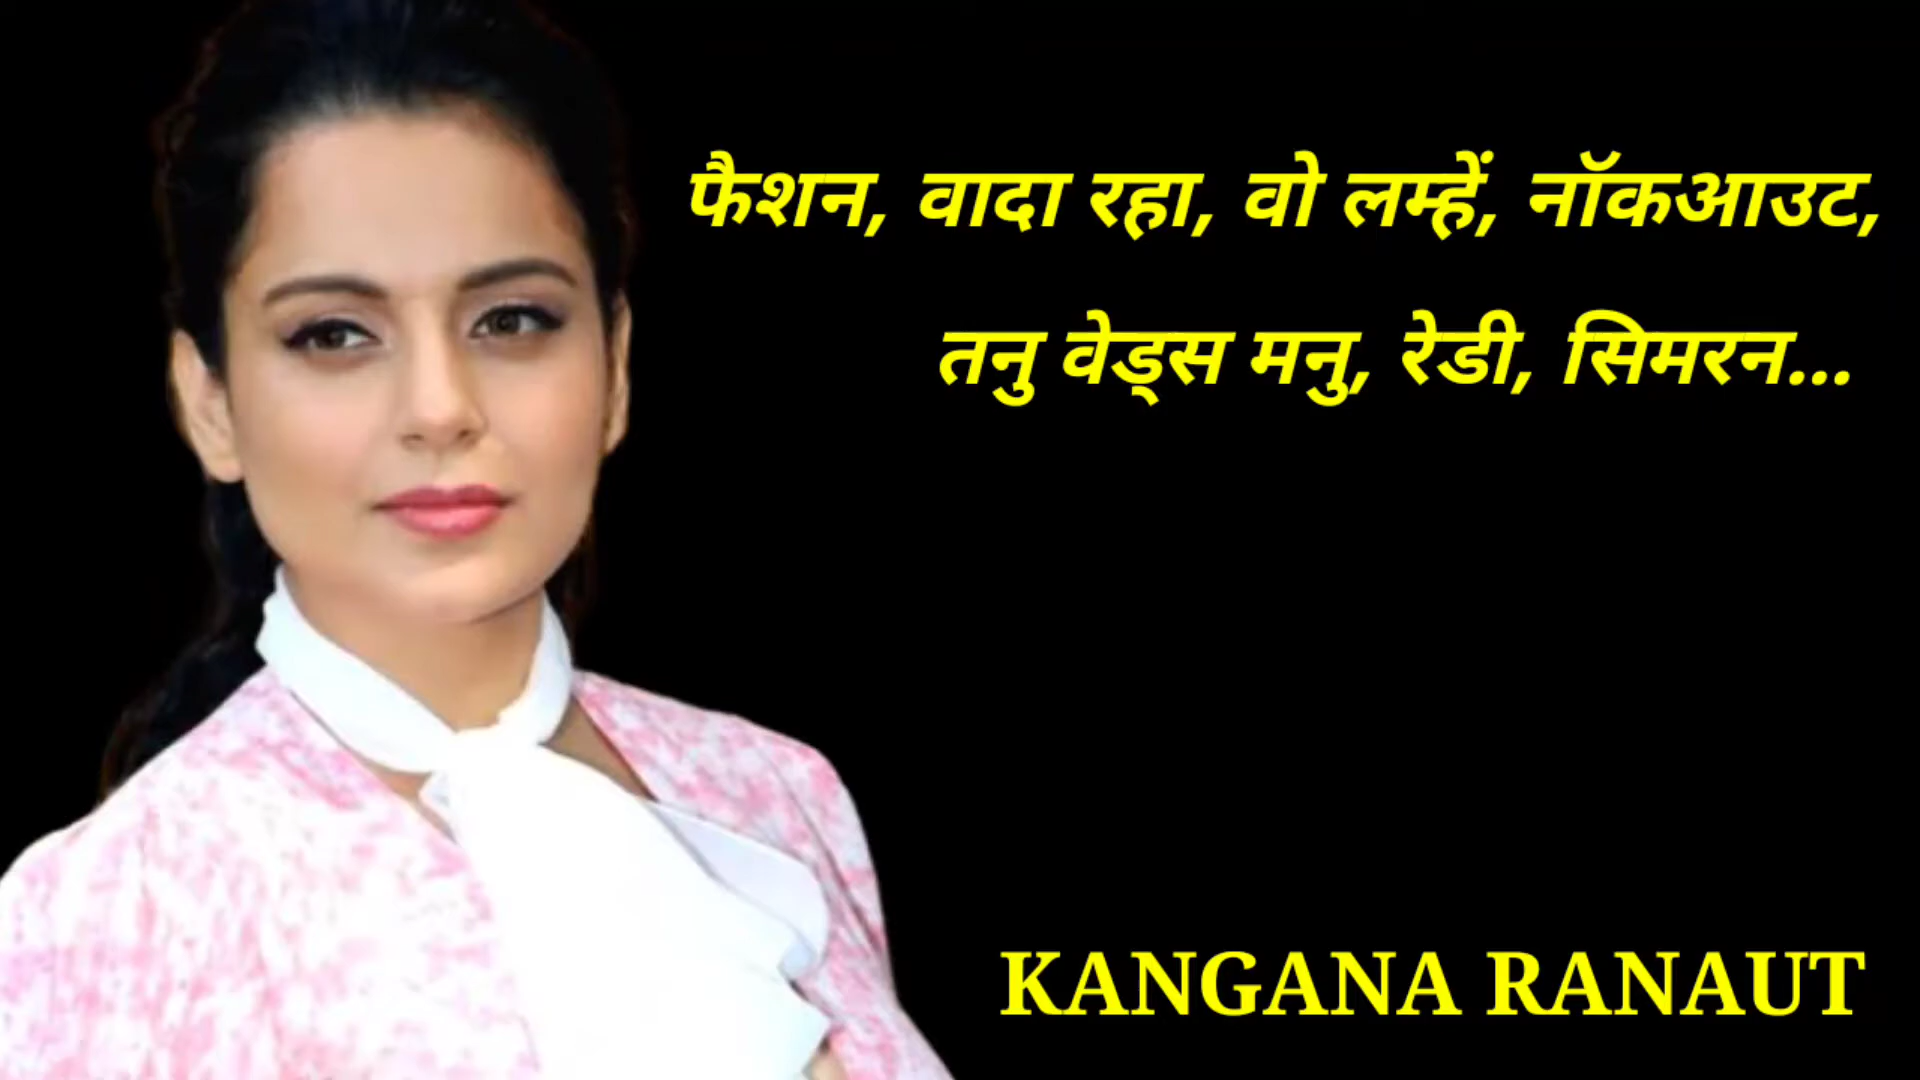 फैशन, वादा रहा, वो लम्हें, नॉकआउट,
तनु वेड्स मनु, रेडी, सिमरन...
KANGANA RANAUT